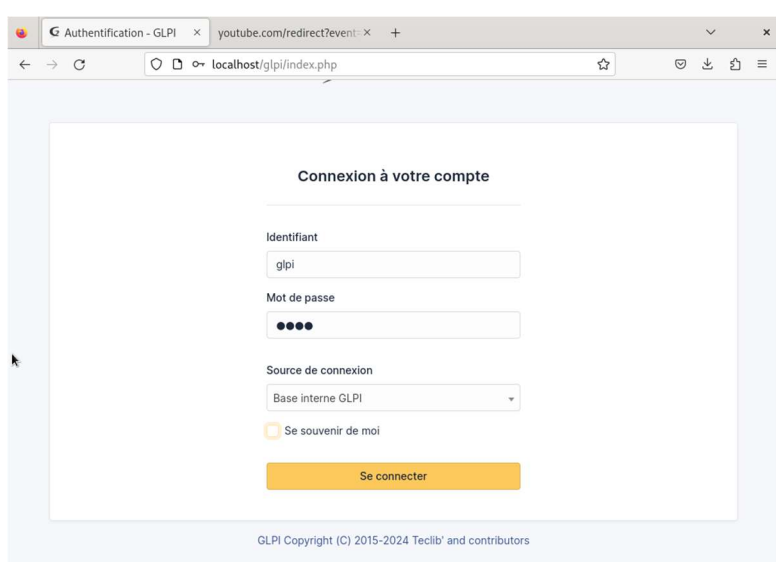 Authentification - GLPI
youtube.com/redirect?event=
localhost/glpi/index.php
Connexion à votre compte
Identifiant
glpi
Mot de passe
●●●●
Source de connexion
Base interne GLPI
Se souvenir de moi
Se connecter
GLPI Copyright (C) 2015-2024 Teclib' and contributors